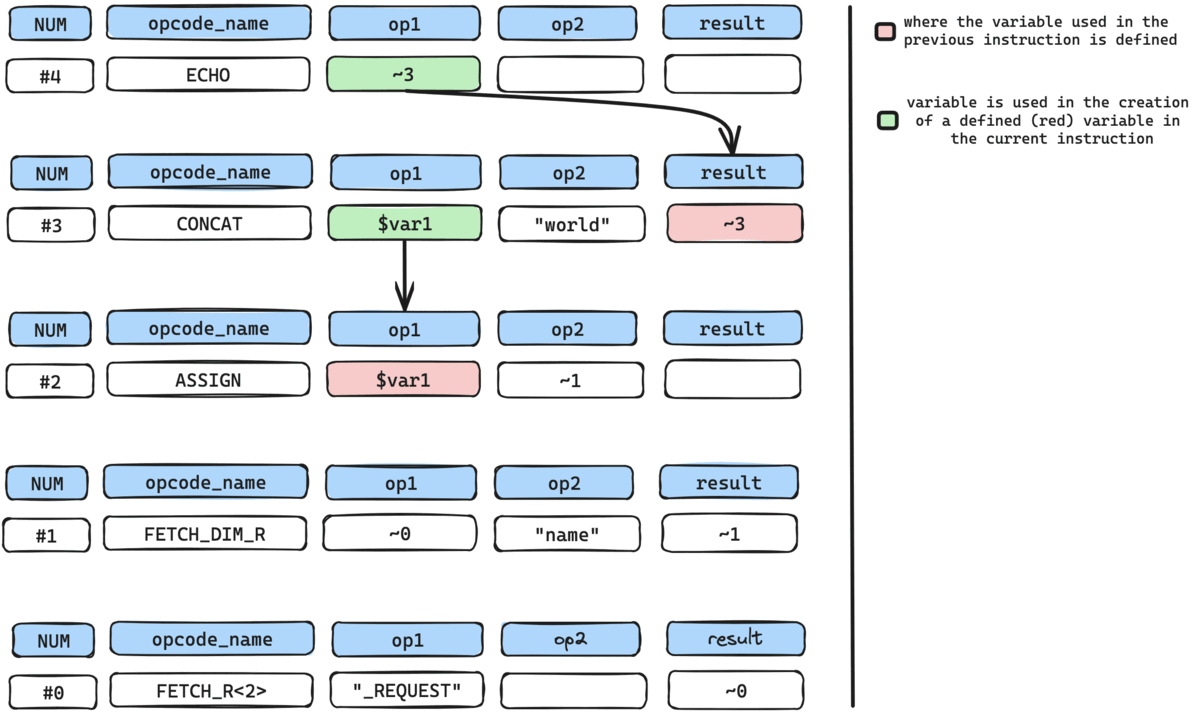 NUM opcode_name op1 op2 result
#4 ECHO ~3
NUM opcode_name op1 op2 result
#3 CONCAT $var1 "world" ~3
NUM opcode_name op1 op2 result
#2 ASSIGN $var1 ~1
NUM opcode_name op1 op2 result
#1 FETCH_DIM_R ~0 "name" ~1
NUM opcode_name op1 op2 result
#0 FETCH_R<2> "_REQUEST" ~0
where the variable used in the
previous instruction is defined
variable is used in the creation
of a defined (red) variable in
the current instruction